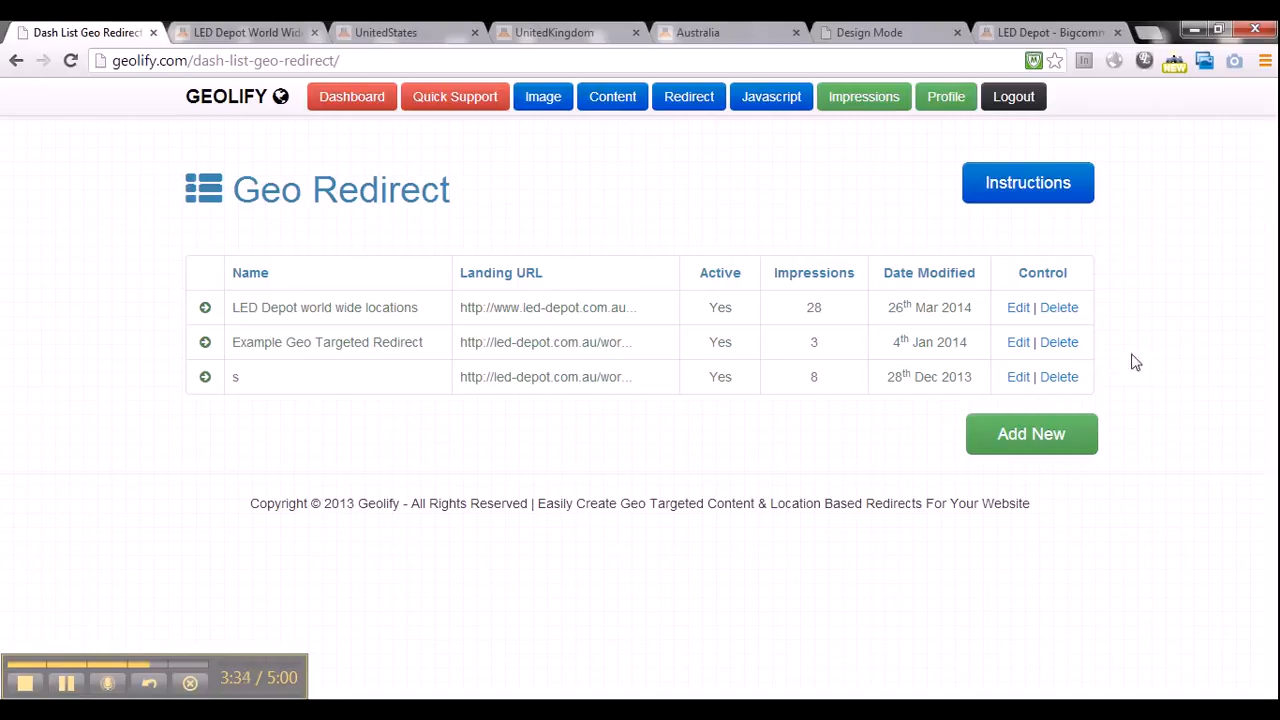 Dash List Geo Redirect
LED Depot World Wid
UnitedStates
UnitedKingdom
Australia
Design Mode
LED Depot - Bigcomm
geolify.com/dash-list-geo-redirect/
In
NEW
GEOLIFY
Dashboard
Quick Support
Image
Content
Redirect
Javascript
Impressions
Profile
Logout
Geo Redirect
Instructions
Name Landing URL Active Impressions Date Modified Control
LED Depot world wide locations http://www.led-depot.com.au... Yes 28 26th Mar 2014 Edit | Delete
Example Geo Targeted Redirect http://led-depot.com.au/wor... Yes 3 4th Jan 2014 Edit | Delete
s http://led-depot.com.au/wor... Yes 8 28th Dec 2013 Edit | Delete
Add New
Copyright © 2013 Geolify - All Rights Reserved | Easily Create Geo Targeted Content & Location Based Redirects For Your Website
3:34 / 5:00